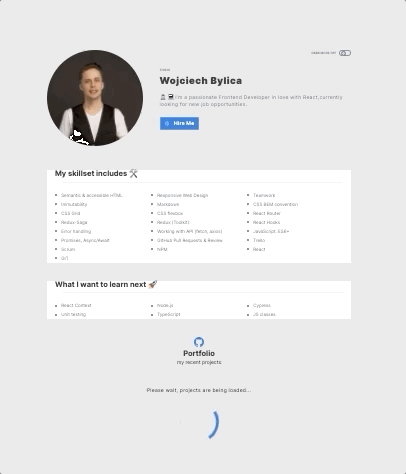 Wojciech Bylica
I'm a passionate Frontend Developer in love with React, currently
looking for new job opportunities.
Hire Me
My skillset includes
Semantic & accessible HTML
Responsive Web Design
Teamwork
Immutability
Markdown
CSS BEM convention
CSS Grid
CSS flexbox
React Router
Redux-Saga
Redux (Toolkit)
React Hooks
Error handling
Working with API (fetch, axios)
JavaScript: ES6+
Promises, Async/Await
GitHub Pull Requests & Review
Trello
Scrum
NPM
React
GIT
What I want to learn next
React Context
Node.js
Cypress
Unit testing
TypeScript
JS classes
Portfolio
my recent projects
Please wait, projects are being loaded...